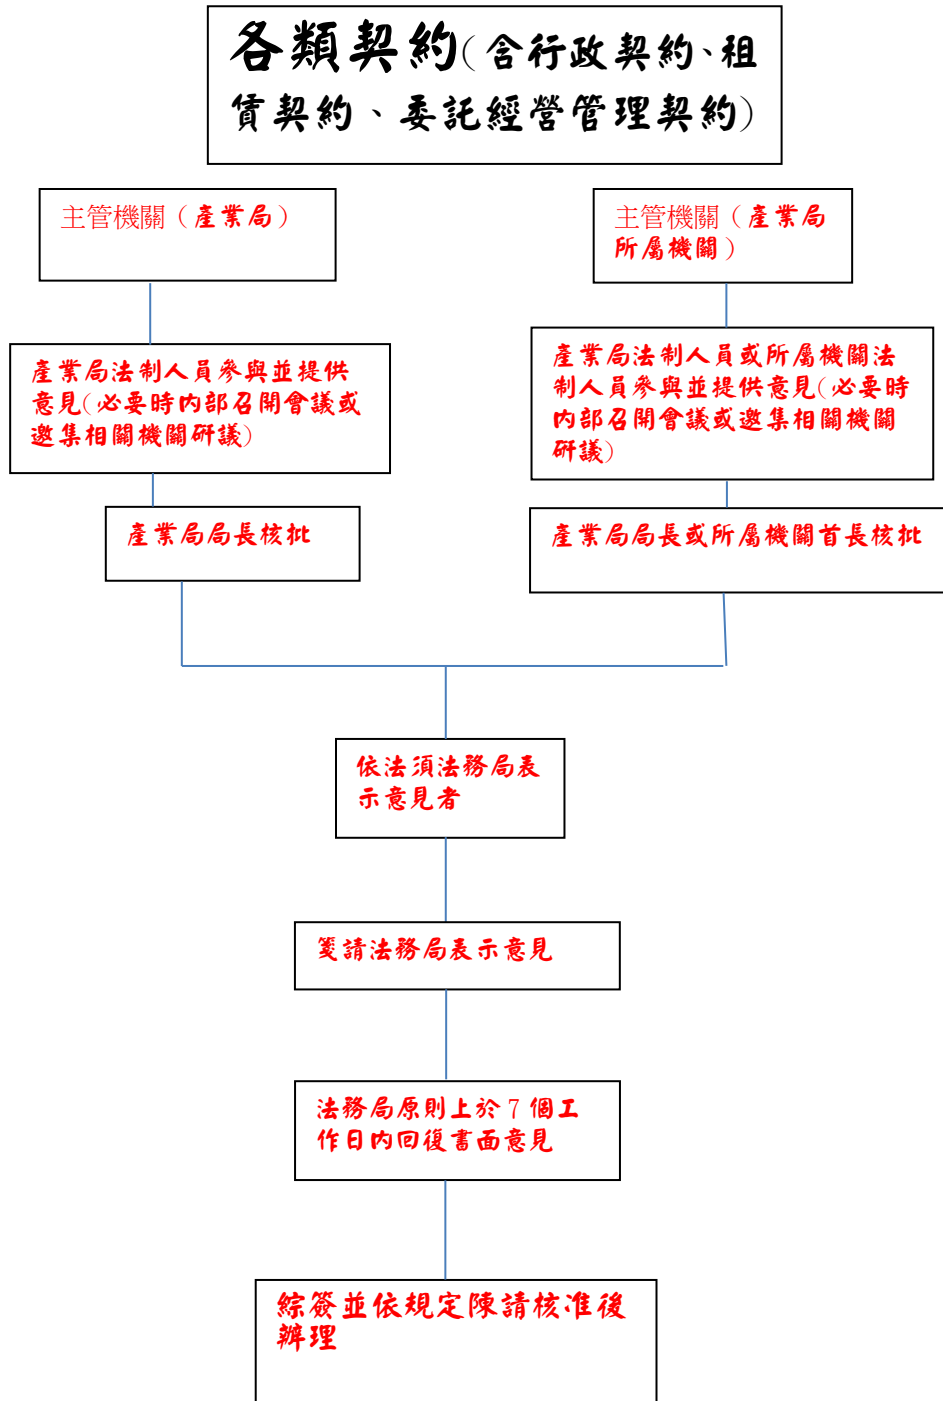 各類契約(含行政契約、租
賃契約、委託經營管理契約)
主管機關（產業局）
主管機關（產業局
所屬機關）
產業局法制人員參與並提供
意見(必要時內部召開會議或
邀集相關機關研議)
產業局法制人員或所屬機關法
制人員參與並提供意見(必要時
內部召開會議或邀集相關機關
研議)
產業局局長核批
產業局局長或所屬機關首長核批
依法須法務局表
示意見者
箋請法務局表示意見
法務局原則上於7個工
作日內回復書面意見
綜簽並依規定陳請核准後
辦理